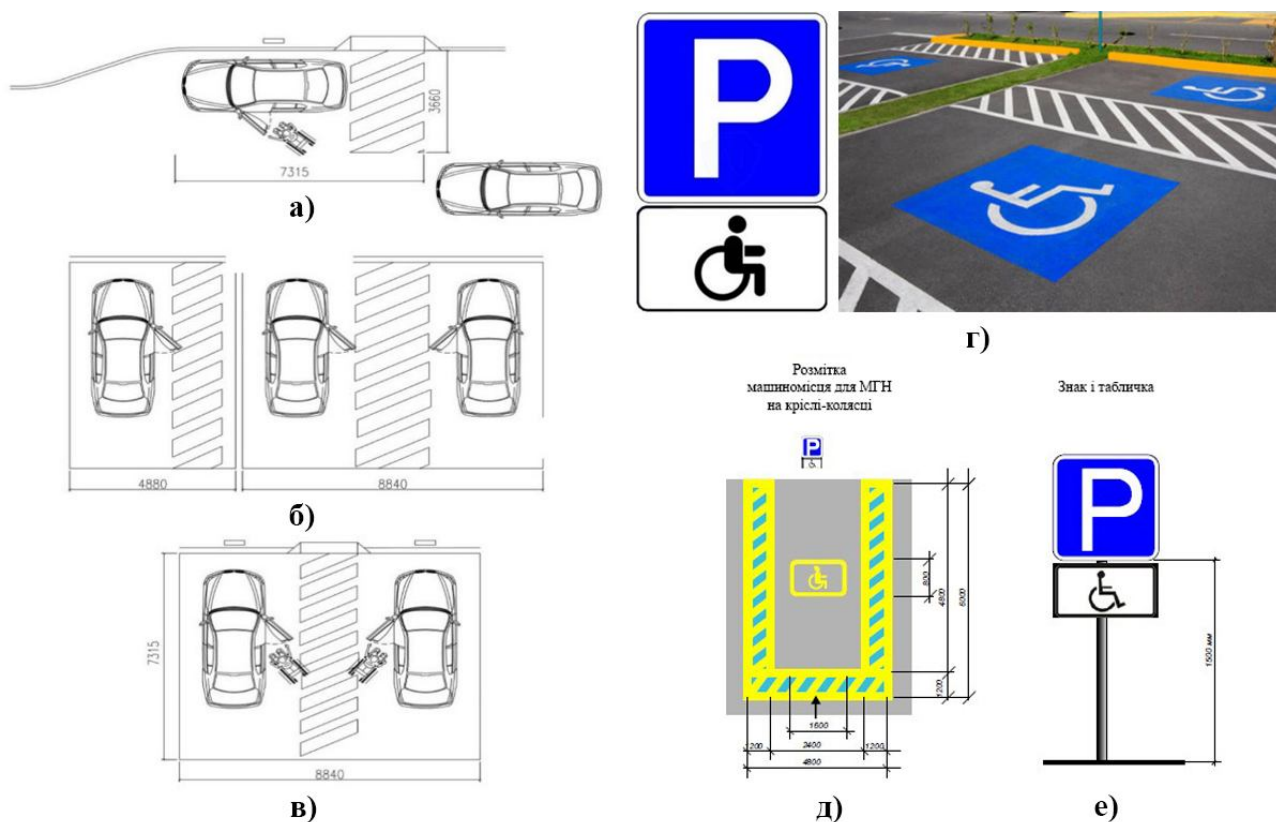 3660
7315
а)
4880
8840
б)
7315
8840
в)
P
г)
Розмітка
машиномісця для МГН
на кріслі-колясці
P
800
4800
6000
1200
1600
1200
2400
1200
4800
д)
Знак і табличка
P
1500 мм
е)